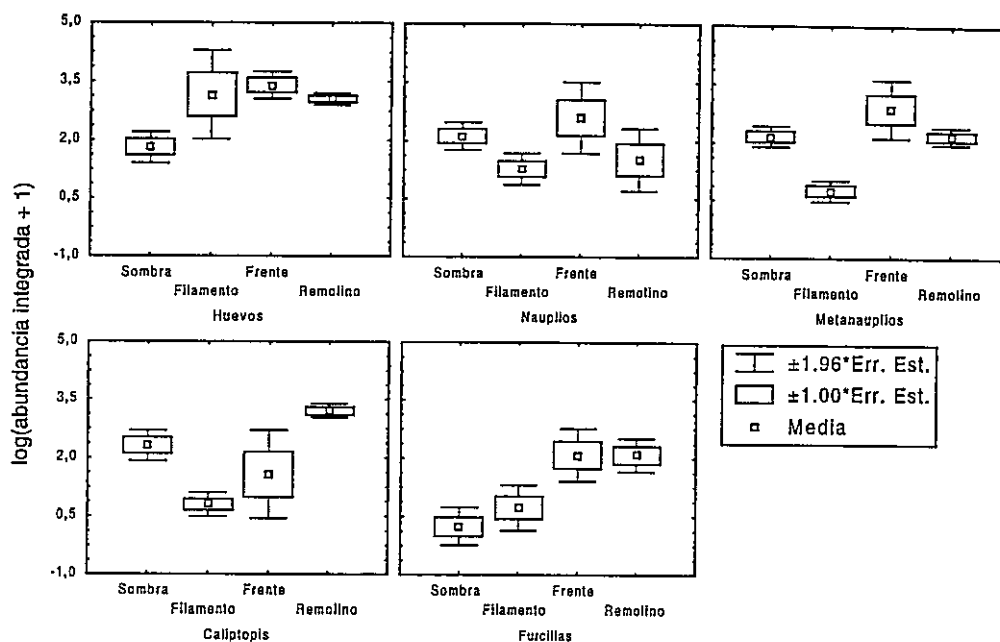 log(abundancia integrada + 1)
5,0
3,5
2,0
0,5
-1,0
Sombra Frente
Filamento Remolino
Huevos
Sombra Frente
Filamento Remolino
Nauplios
Sombra Frente
Filamento Remolino
Metanauplios
5,0
3,5
2,0
0,5
-1,0
Sombra Frente
Filamento Remolino
Caliptopis
Sombra Frente
Filamento Remolino
Furcillas
±1.96*Err. Est.
±1.00*Err. Est.
Media